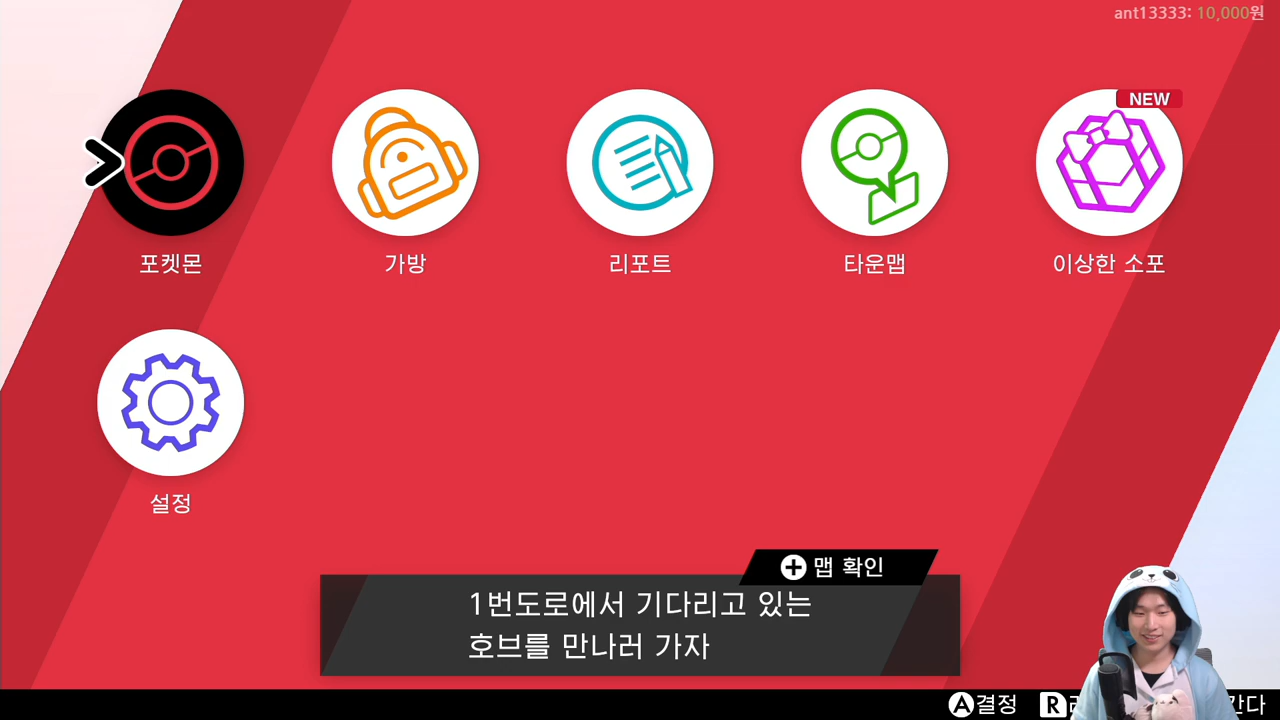 ant13333: 10,000원
NEW
포켓몬
가방
리포트
타운맵
이상한 소포
설정
맵 확인
1번도로에서 기다리고 있는
호브를 만나러 가자
A 결정
R
간다